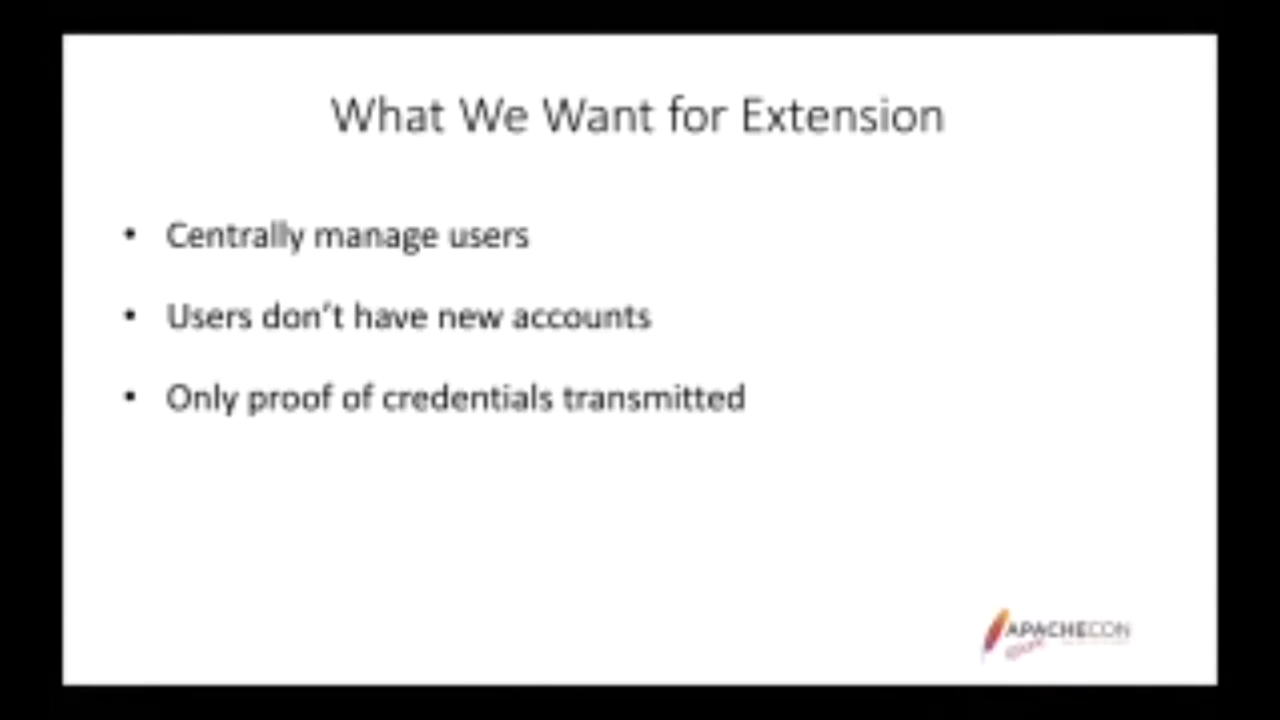 What We Want for Extension
• Centrally manage users
• Users don't have new accounts
• Only proof of credentials transmitted
APACHECON